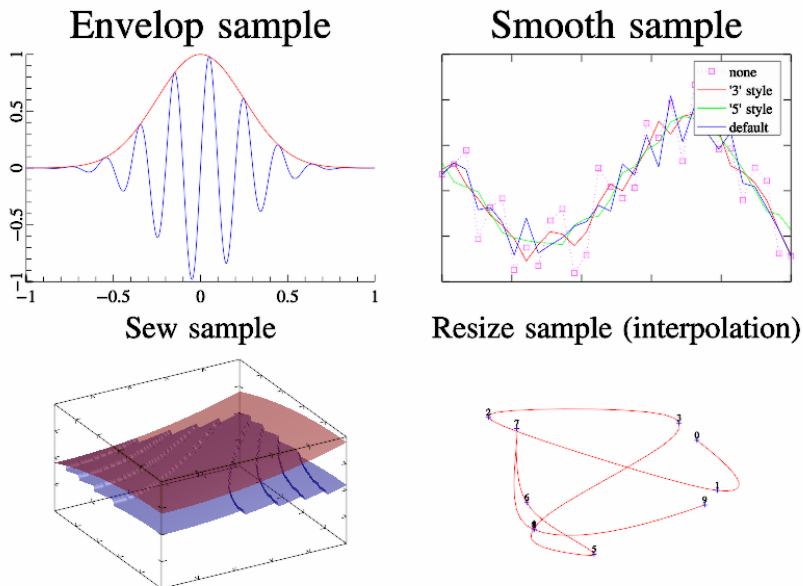 Envelop sample
1
0.5
0
−0.5
−1
−1
−0.5
0
0.5
1
Smooth sample
none
'3' style
'5' style
default
Sew sample
Resize sample (interpolation)
2
7
3
0
1
6
9
5